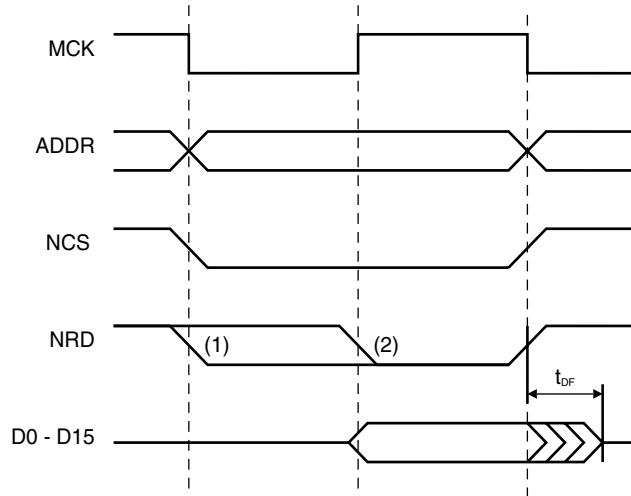 MCK
ADDR
NCS
NRD
(1)
(2)
tDF
D0 - D15